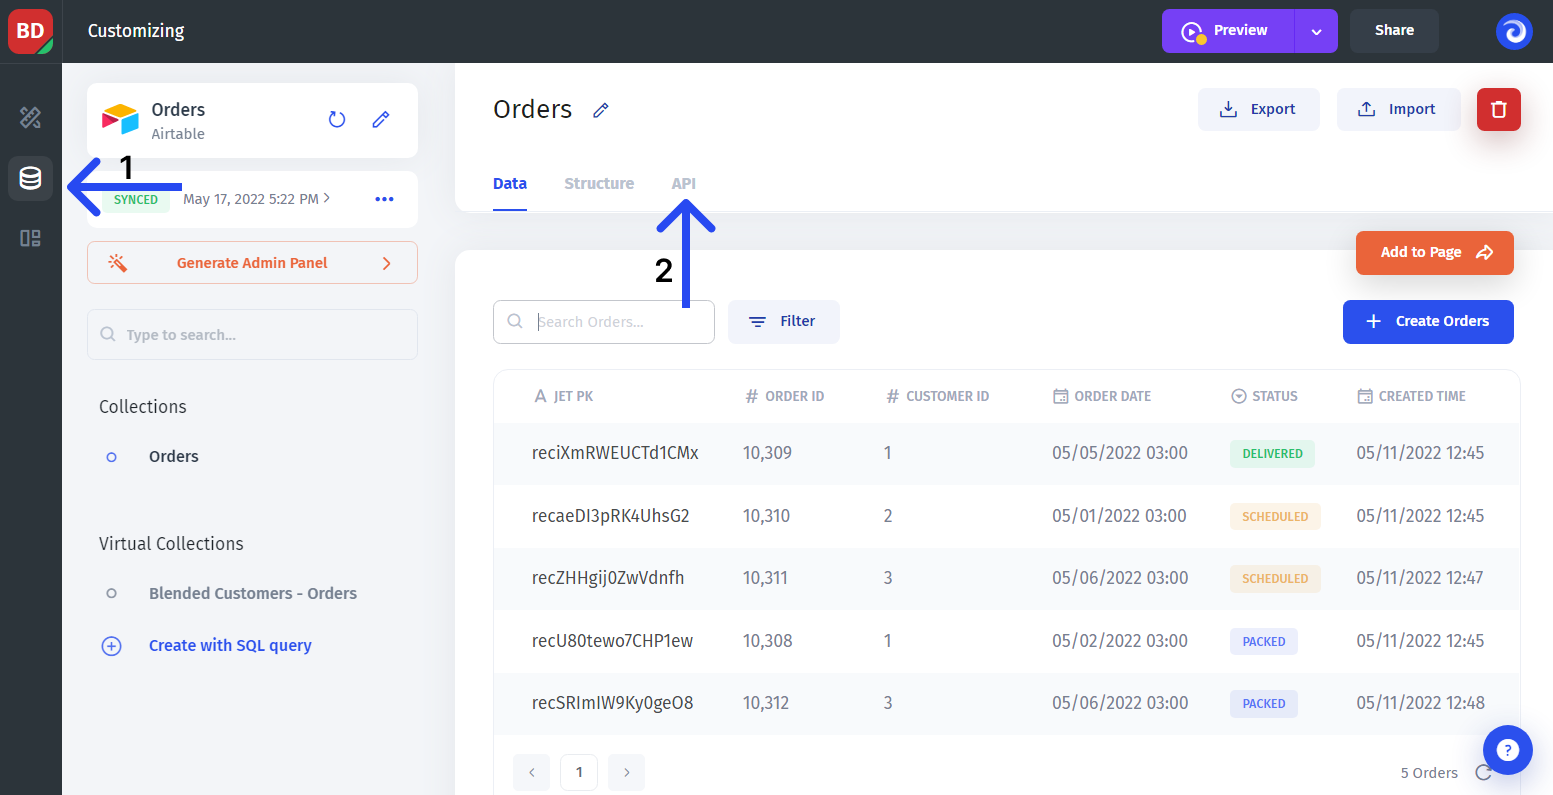 BD
Customizing
Preview
Share
Orders
Airtable
1
SYNCED
May 17, 2022 5:22 PM
Generate Admin Panel
Type to search...
Collections
Orders
Virtual Collections
Blended Customers - Orders
Create with SQL query
Orders
Export
Import
Data
Structure
API
2
Add to Page
Search Orders...
Filter
Create Orders
JET PK
ORDER ID
CUSTOMER ID
ORDER DATE
STATUS
CREATED TIME
reciXmRWEUCTd1CMx 10,309 1 05/05/2022 03:00 DELIVERED 05/11/2022 12:45
recaeDI3pRK4UhsG2 10,310 2 05/01/2022 03:00 SCHEDULED 05/11/2022 12:45
recZHHgij0ZwVdnfh 10,311 3 05/06/2022 03:00 SCHEDULED 05/11/2022 12:47
recU80tewo7CHP1ew 10,308 1 05/02/2022 03:00 PACKED 05/11/2022 12:45
recSRImIW9Ky0geO8 10,312 3 05/06/2022 03:00 PACKED 05/11/2022 12:48
1
5 Orders
?